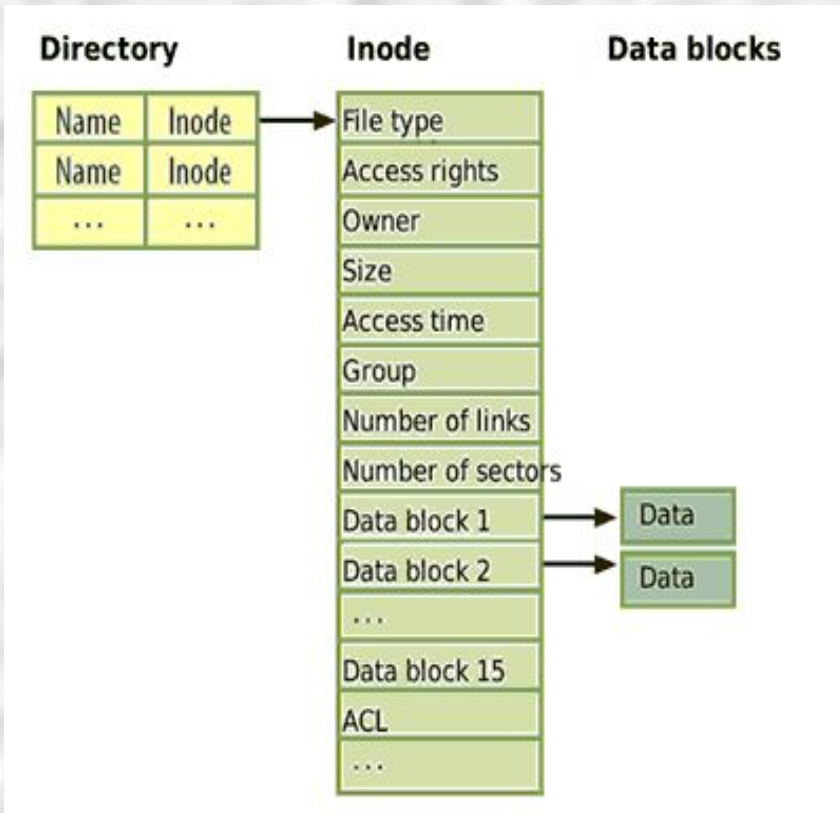 Directory
Inode
Data blocks
Name Inode
Name Inode
... ...
File type
Access rights
Owner
Size
Access time
Group
Number of links
Number of sectors
Data block 1
Data block 2
...
Data block 15
ACL
...
Data
Data